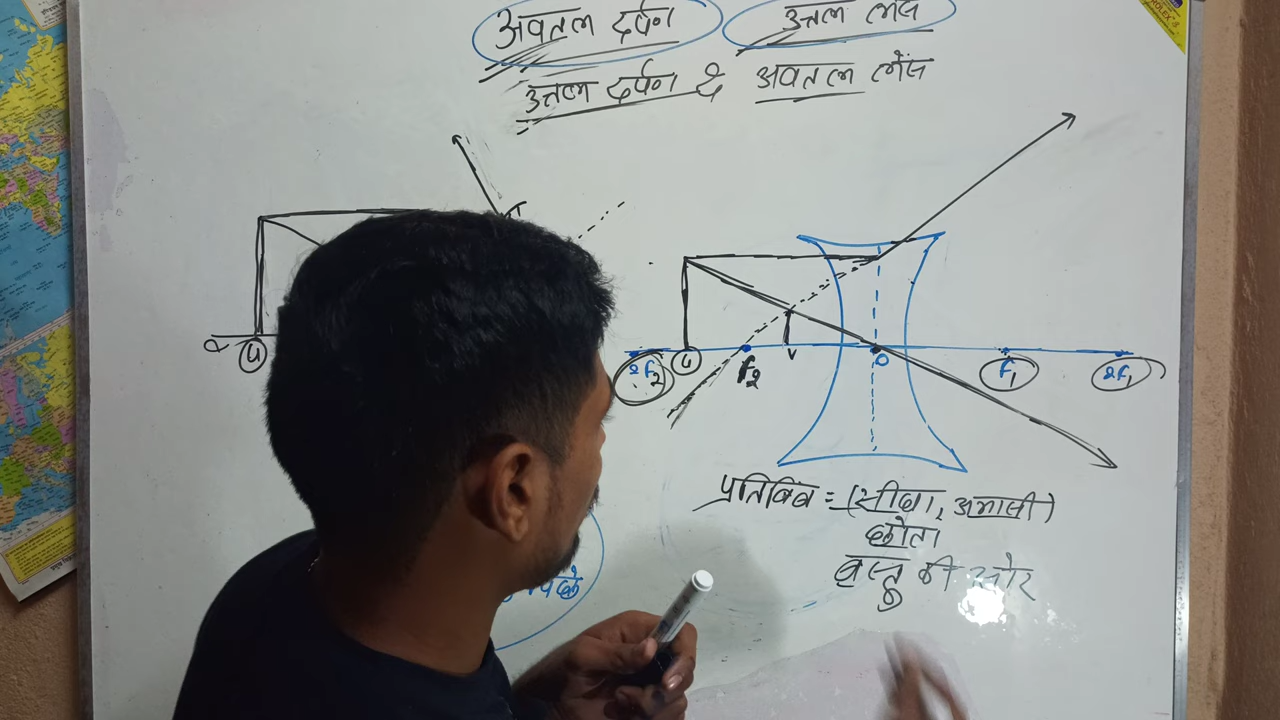 अवतल दर्पण उत्तल लेंस
उत्तल दर्पण & अवतल लेंस
α u
2F₂ u F₂ v O F₁ 2F₁
प्रतिबिंब = (सीधा, आभासी)
छोटा
वस्तु की ओर